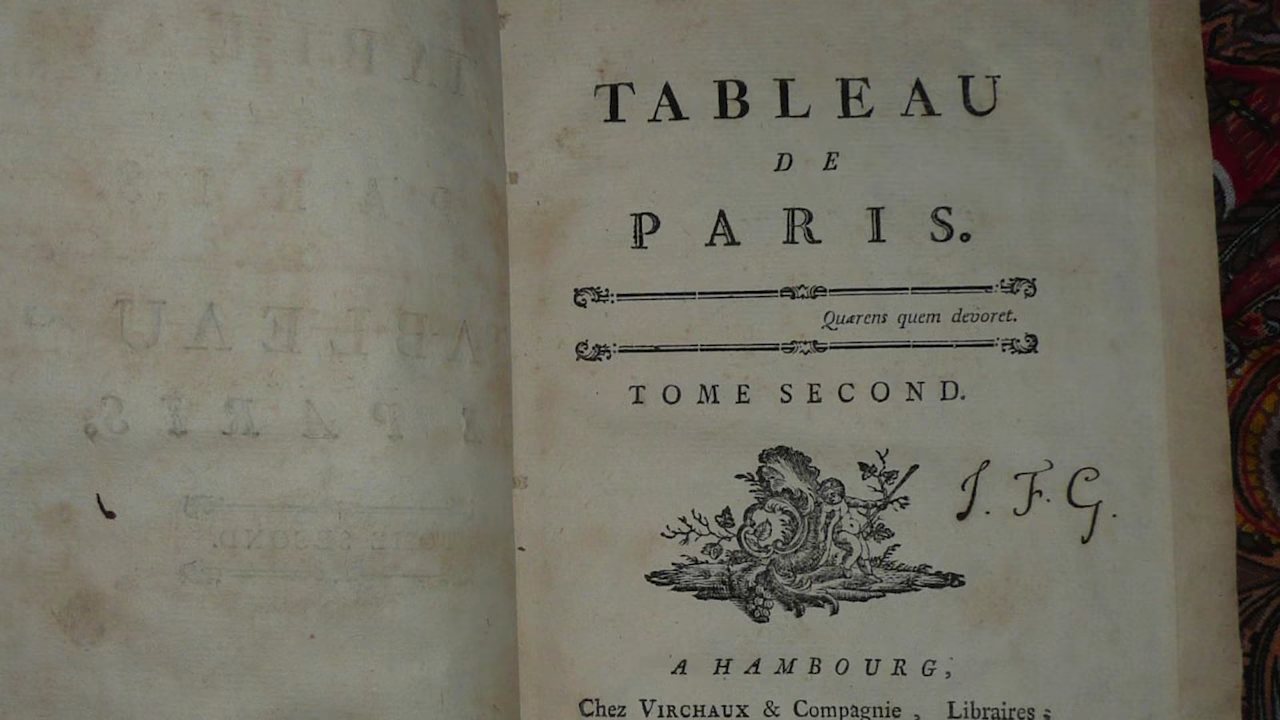 TABLEAU
DE
PARIS.
Quærens quem devoret.
TOME SECOND.
J. F. G.
A HAMBOURG,
Chez VIRCHAUX & Compagnie, Libraires;